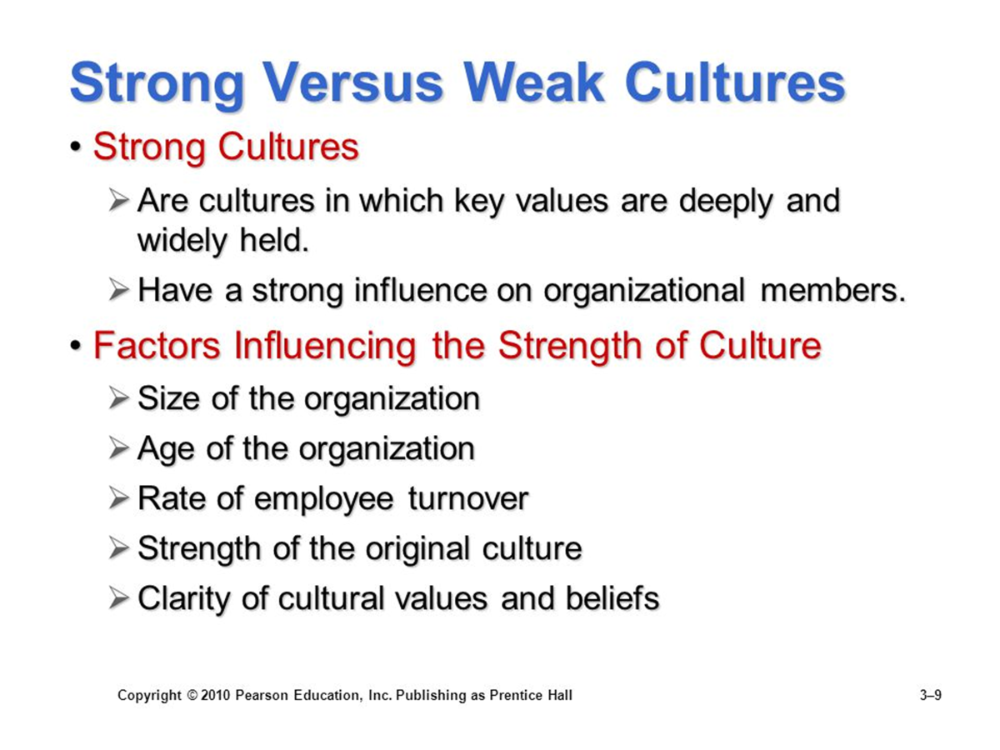 Strong Versus Weak Cultures
• Strong Cultures
➢ Are cultures in which key values are deeply and
widely held.
➢ Have a strong influence on organizational members.
• Factors Influencing the Strength of Culture
➢ Size of the organization
➢ Age of the organization
➢ Rate of employee turnover
➢ Strength of the original culture
➢ Clarity of cultural values and beliefs
Copyright © 2010 Pearson Education, Inc. Publishing as Prentice Hall 3–9